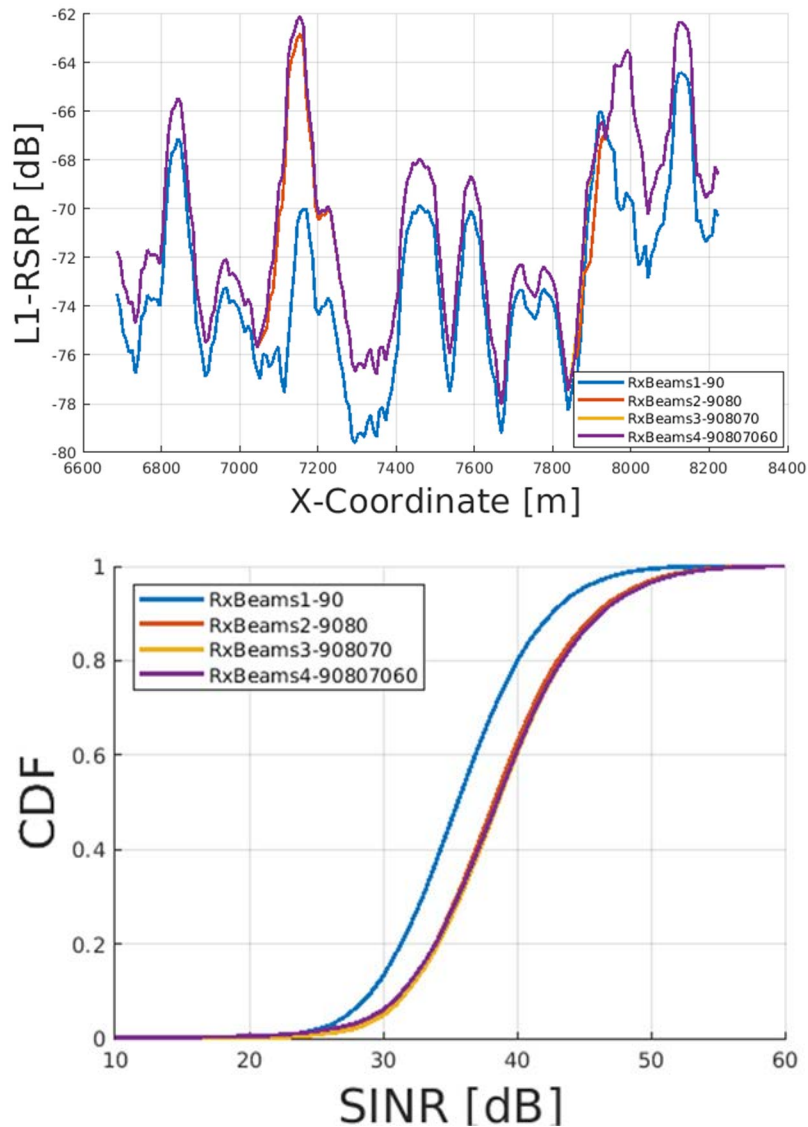 -62
-64
-66
-68
-70
-72
-74
-76
-78
-80
L1-RSRP [dB]
6600 6800 7000 7200 7400 7600 7800 8000 8200 8400
X-Coordinate [m]
RxBeams1-90
RxBeams2-9080
RxBeams3-908070
RxBeams4-90807060
1
0.8
0.6
0.4
0.2
0
CDF
RxBeams1-90
RxBeams2-9080
RxBeams3-908070
RxBeams4-90807060
10 20 30 40 50 60
SINR [dB]